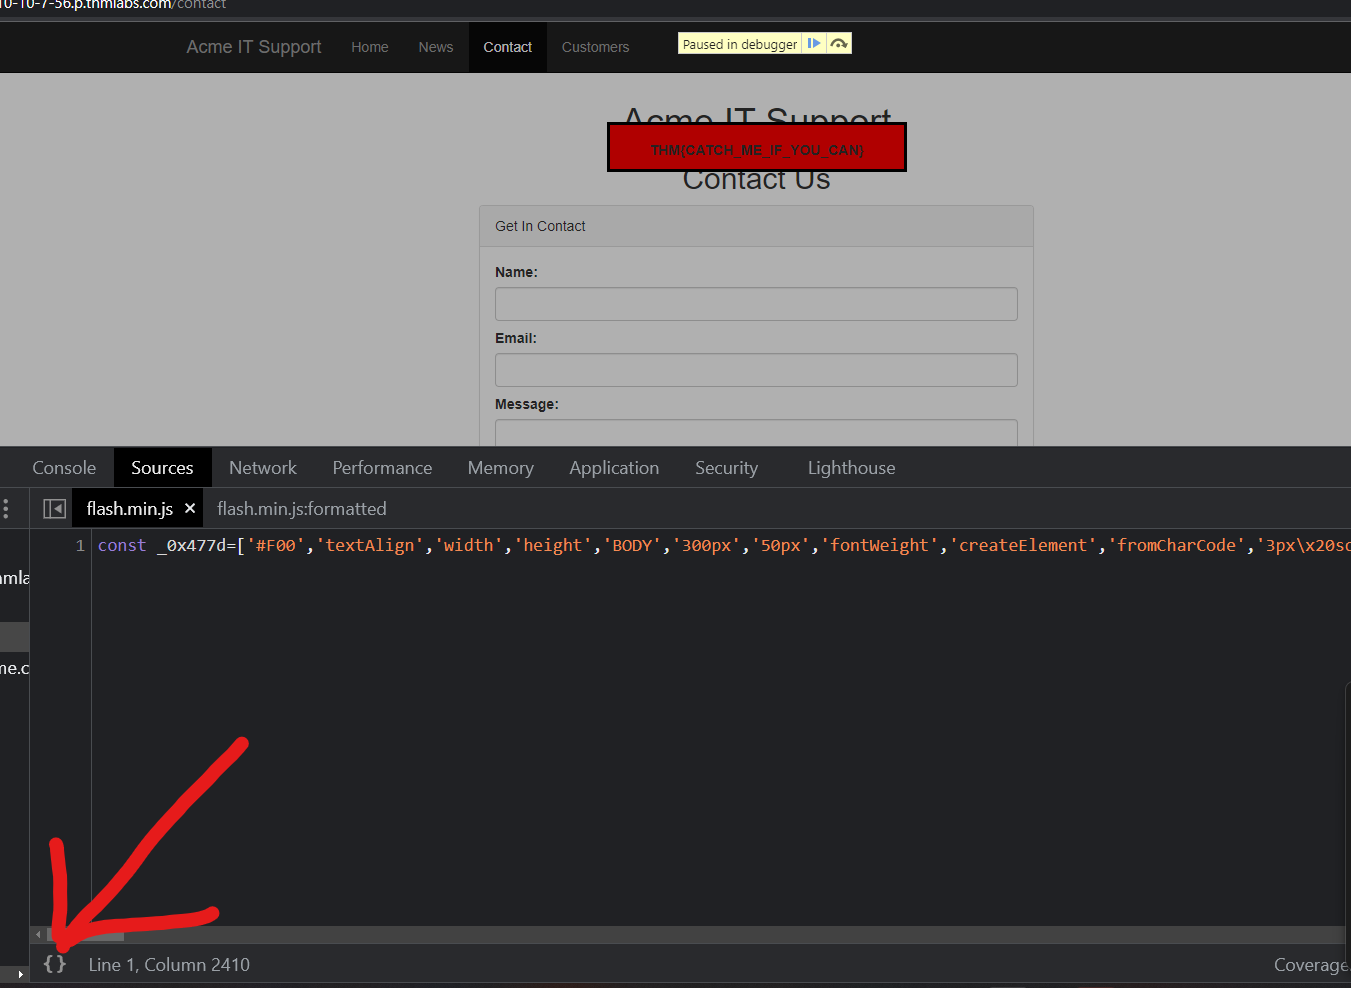 10-10-7-56.p.thmlabs.com/contact
Acme IT Support Home News Contact Customers Paused in debugger
Acme IT Support
THM{CATCH_ME_IF_YOU_CAN}
Contact Us
Get In Contact
Name:
Email:
Message:
Console Sources Network Performance Memory Application Security Lighthouse
flash.min.js × flash.min.js:formatted
1 const _0x477d=['#F00','textAlign','width','height','BODY','300px','50px','fontWeight','createElement','fromCharCode','3px\x20so
mla
me.c
{} Line 1, Column 2410 Coverage